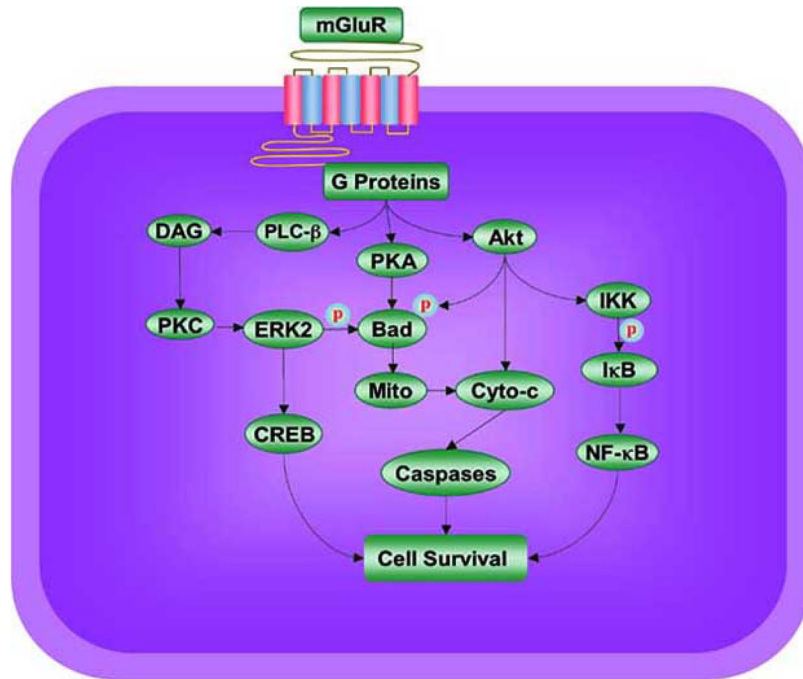 mGluR
G Proteins
DAG
PLC-β
Akt
PKA
IKK
PKC
ERK2
p
Bad
p
p
Mito
Cyto-c
IκB
CREB
Caspases
NF-κB
Cell Survival